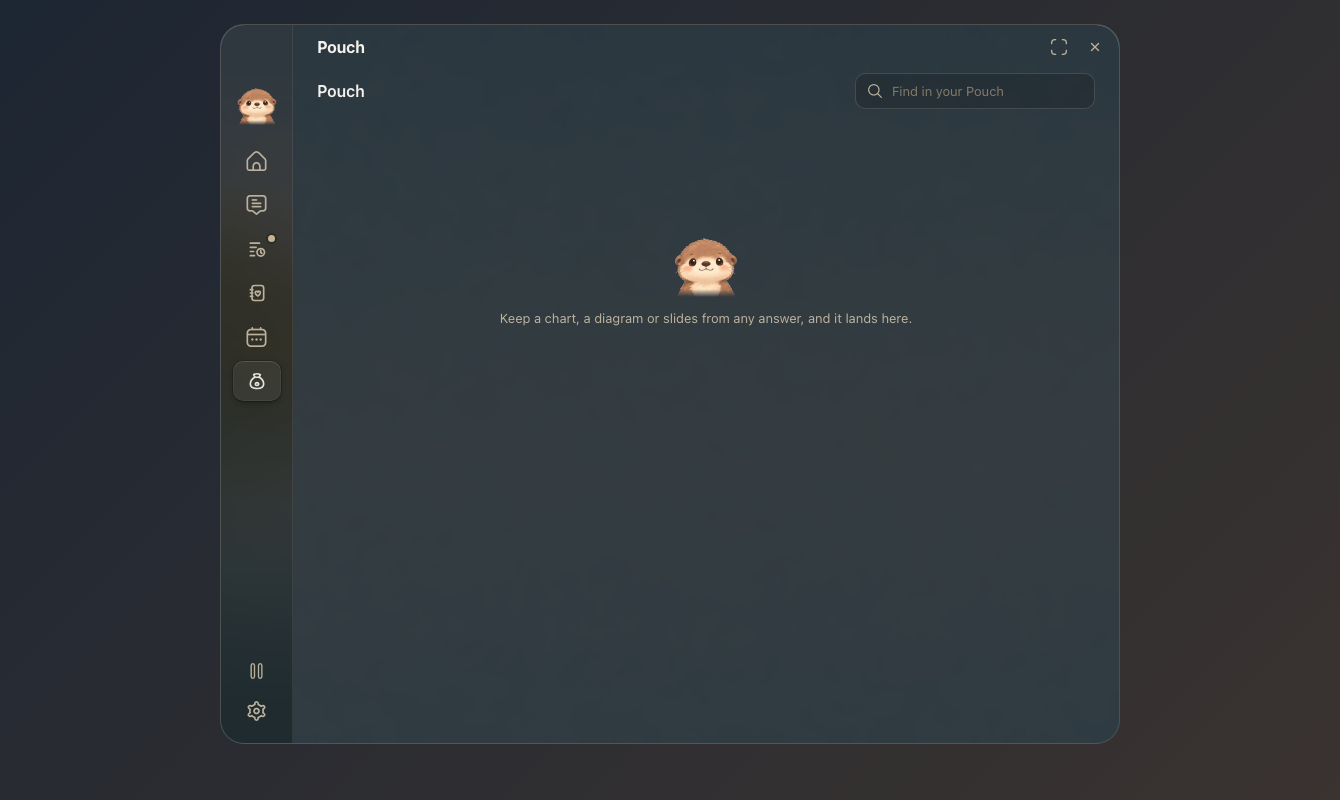 Pouch
Pouch
Find in your Pouch
Keep a chart, a diagram or slides from any answer, and it lands here.